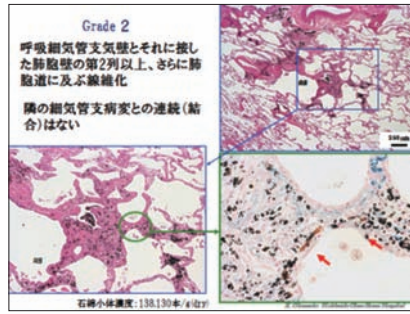 Grade 2
呼吸細気管支気壁とそれに接し
た肺胞壁の第2列以上、さらに肺
胞道に及ぶ線維化
隣の細気管支病変との連続(結
合)はない
RB
RB
石綿小体濃度:138,130本/g(dry)